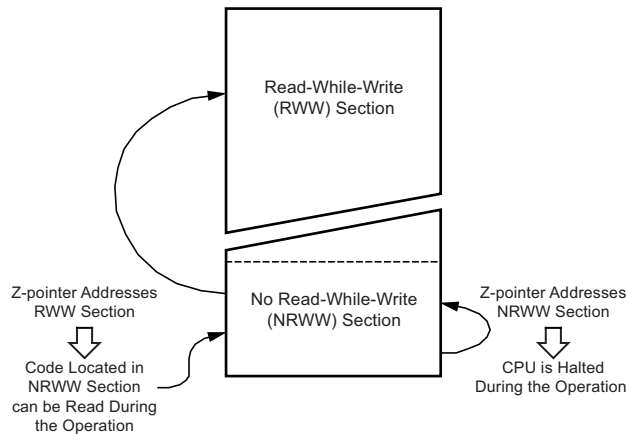 Read-While-Write
(RWW) Section
Z-pointer Addresses
RWW Section
Code Located in
NRWW Section
can be Read During
the Operation
No Read-While-Write
(NRWW) Section
Z-pointer Addresses
NRWW Section
CPU is Halted
During the Operation